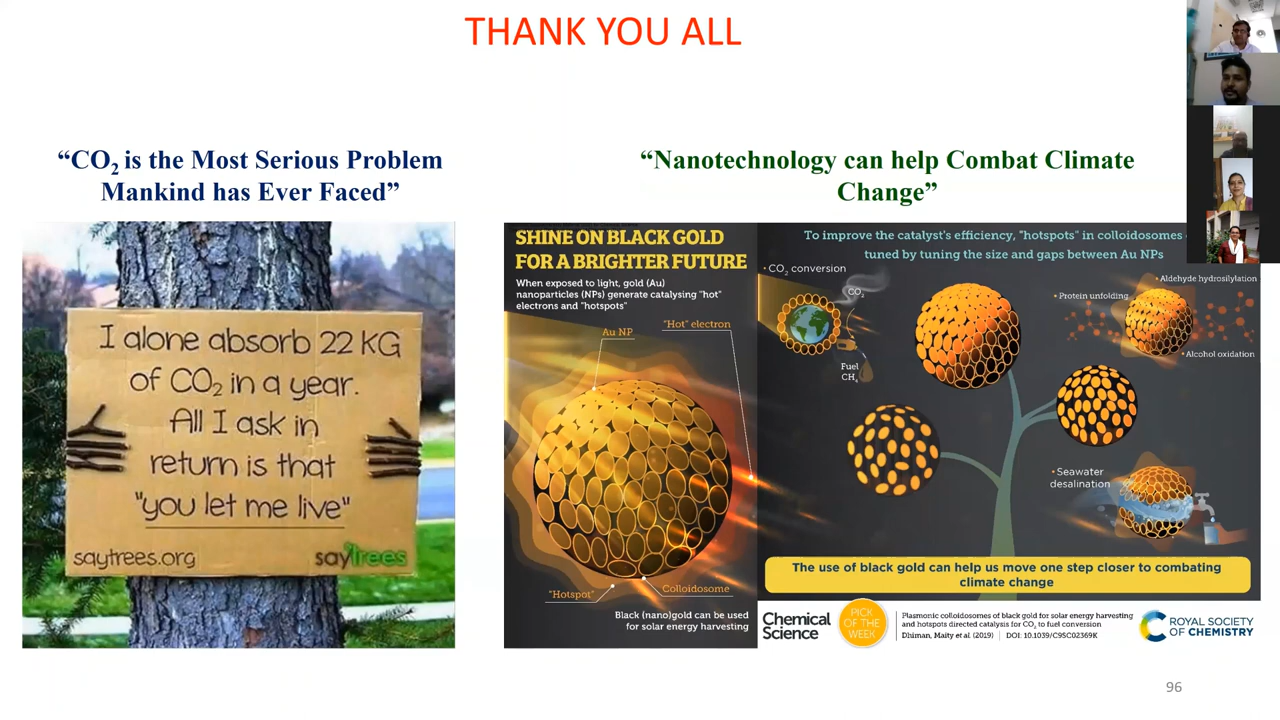 THANK YOU ALL
“CO2 is the Most Serious Problem
Mankind has Ever Faced”
I alone absorb 22 KG
of CO2 in a year.
All I ask in
return is that
"you let me live"
saytrees.org
saytrees
“Nanotechnology can help Combat Climate
Change”
SHINE ON BLACK GOLD
FOR A BRIGHTER FUTURE
When exposed to light, gold (Au)
nanoparticles (NPs) generate catalysing "hot"
electrons and "hotspots"
Au NP
"Hot" electron
"Hotspot"
Colloidosome
Black (nano)gold can be used
for solar energy harvesting
To improve the catalyst's efficiency, "hotspots" in colloidosomes
tuned by tuning the size and gaps between Au NPs
• CO2 conversion
CO2
Fuel
CH4
• Aldehyde hydrosilylation
• Protein unfolding
• Alcohol oxidation
• Seawater
desalination
The use of black gold can help us move one step closer to combating
climate change
Chemical
Science
PICK
OF THE
WEEK
Plasmonic colloidosomes of black gold for solar energy harvesting
and hotspots directed catalysis for CO2 to fuel conversion
Dhiman, Maity et al. (2019) | DOI: 10.1039/C9SC02369K
ROYAL SOCIETY
OF CHEMISTRY
96